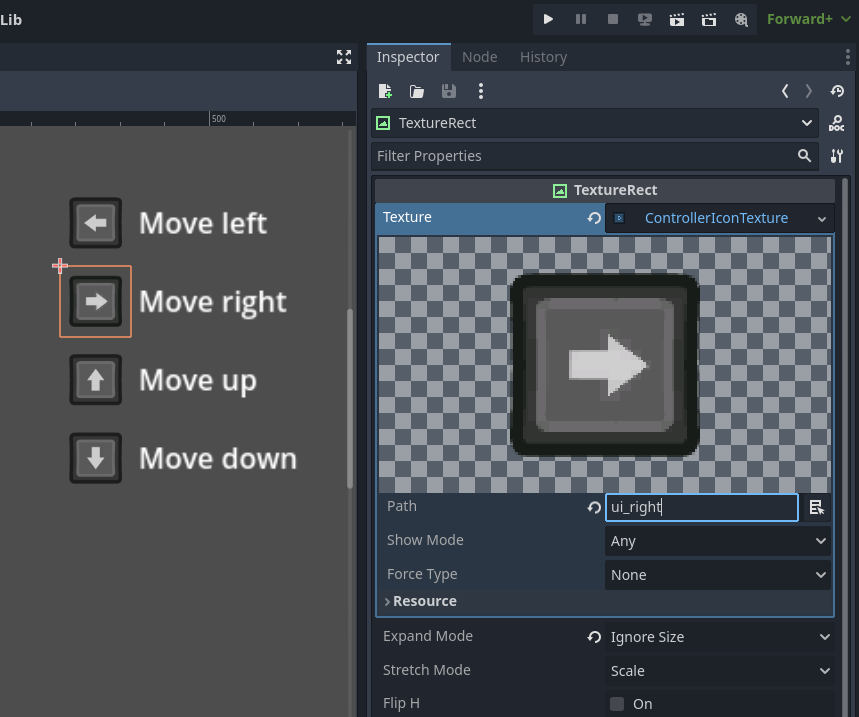 Lib
Forward+
Inspector
Node
History
500
TextureRect
DOC
Filter Properties
TextureRect
Texture
ControllerIconTexture
Move left
Move right
Move up
Move down
Path
ui_right
Show Mode
Any
Force Type
None
Resource
Expand Mode
Ignore Size
Stretch Mode
Scale
Flip H
On